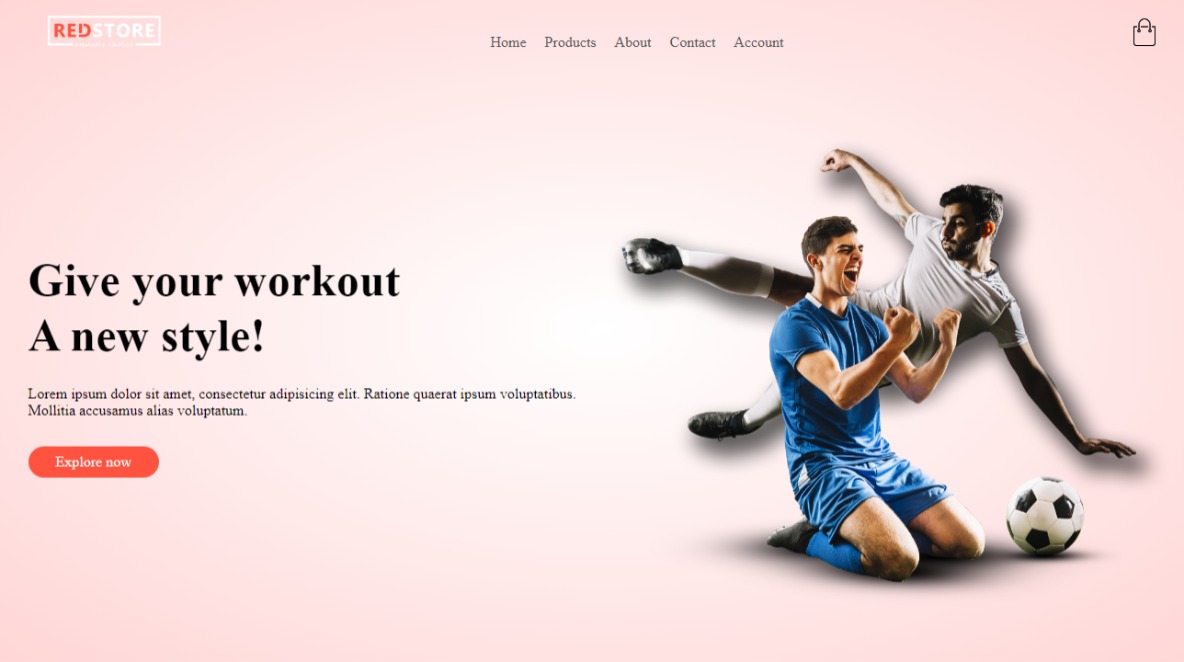 REDSTORE
Home Products About Contact Account
Give your workout
A new style!
Lorem ipsum dolor sit amet, consectetur adipisicing elit. Ratione quaerat ipsum voluptatibus.
Mollitia accusamus alias voluptatum.
Explore now